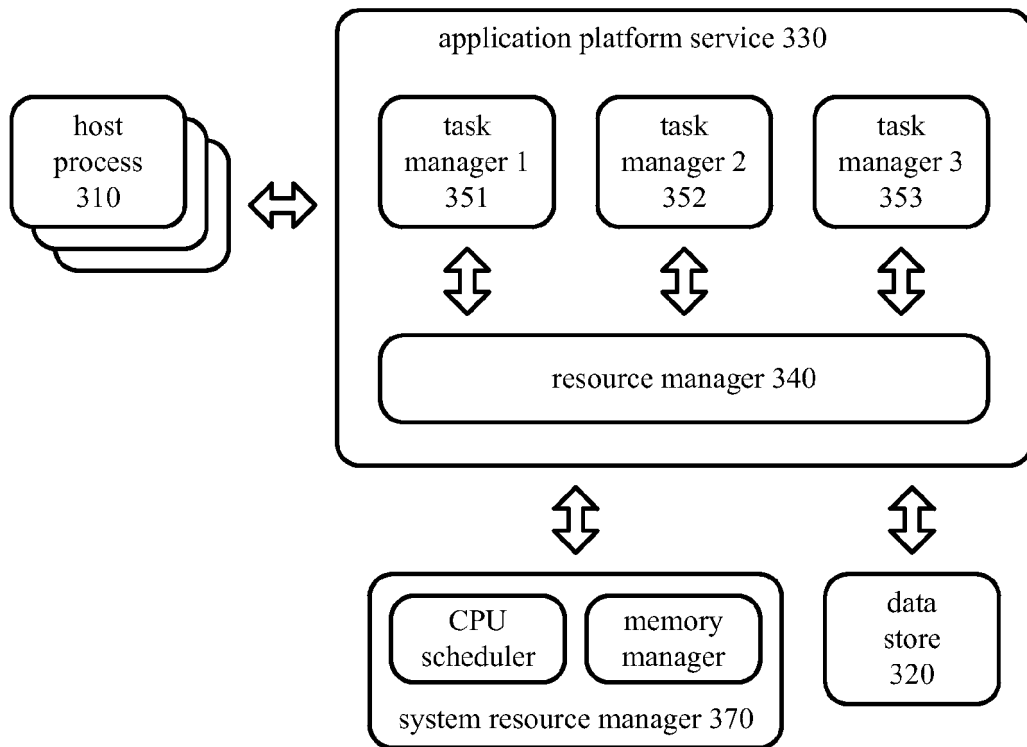 application platform service 330
host
process
310
task
manager 1
351
task
manager 2
352
task
manager 3
353
resource manager 340
CPU
scheduler
memory
manager
system resource manager 370
data
store
320